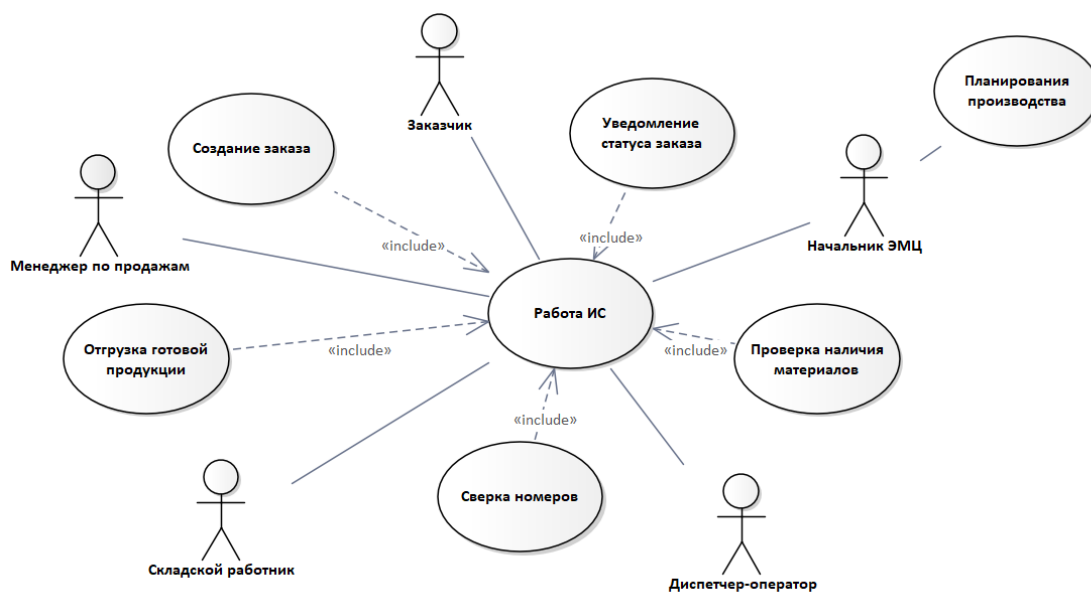 Планирования
производства
Заказчик
Уведомление
статуса заказа
Создание заказа
«include»
«include»
Начальник ЭМЦ
Менеджер по продажам
Работа ИС
Отгрузка готовой
продукции
«include»
«include»
Проверка наличия
материалов
«include»
Сверка номеров
Складской работник
Диспетчер-оператор